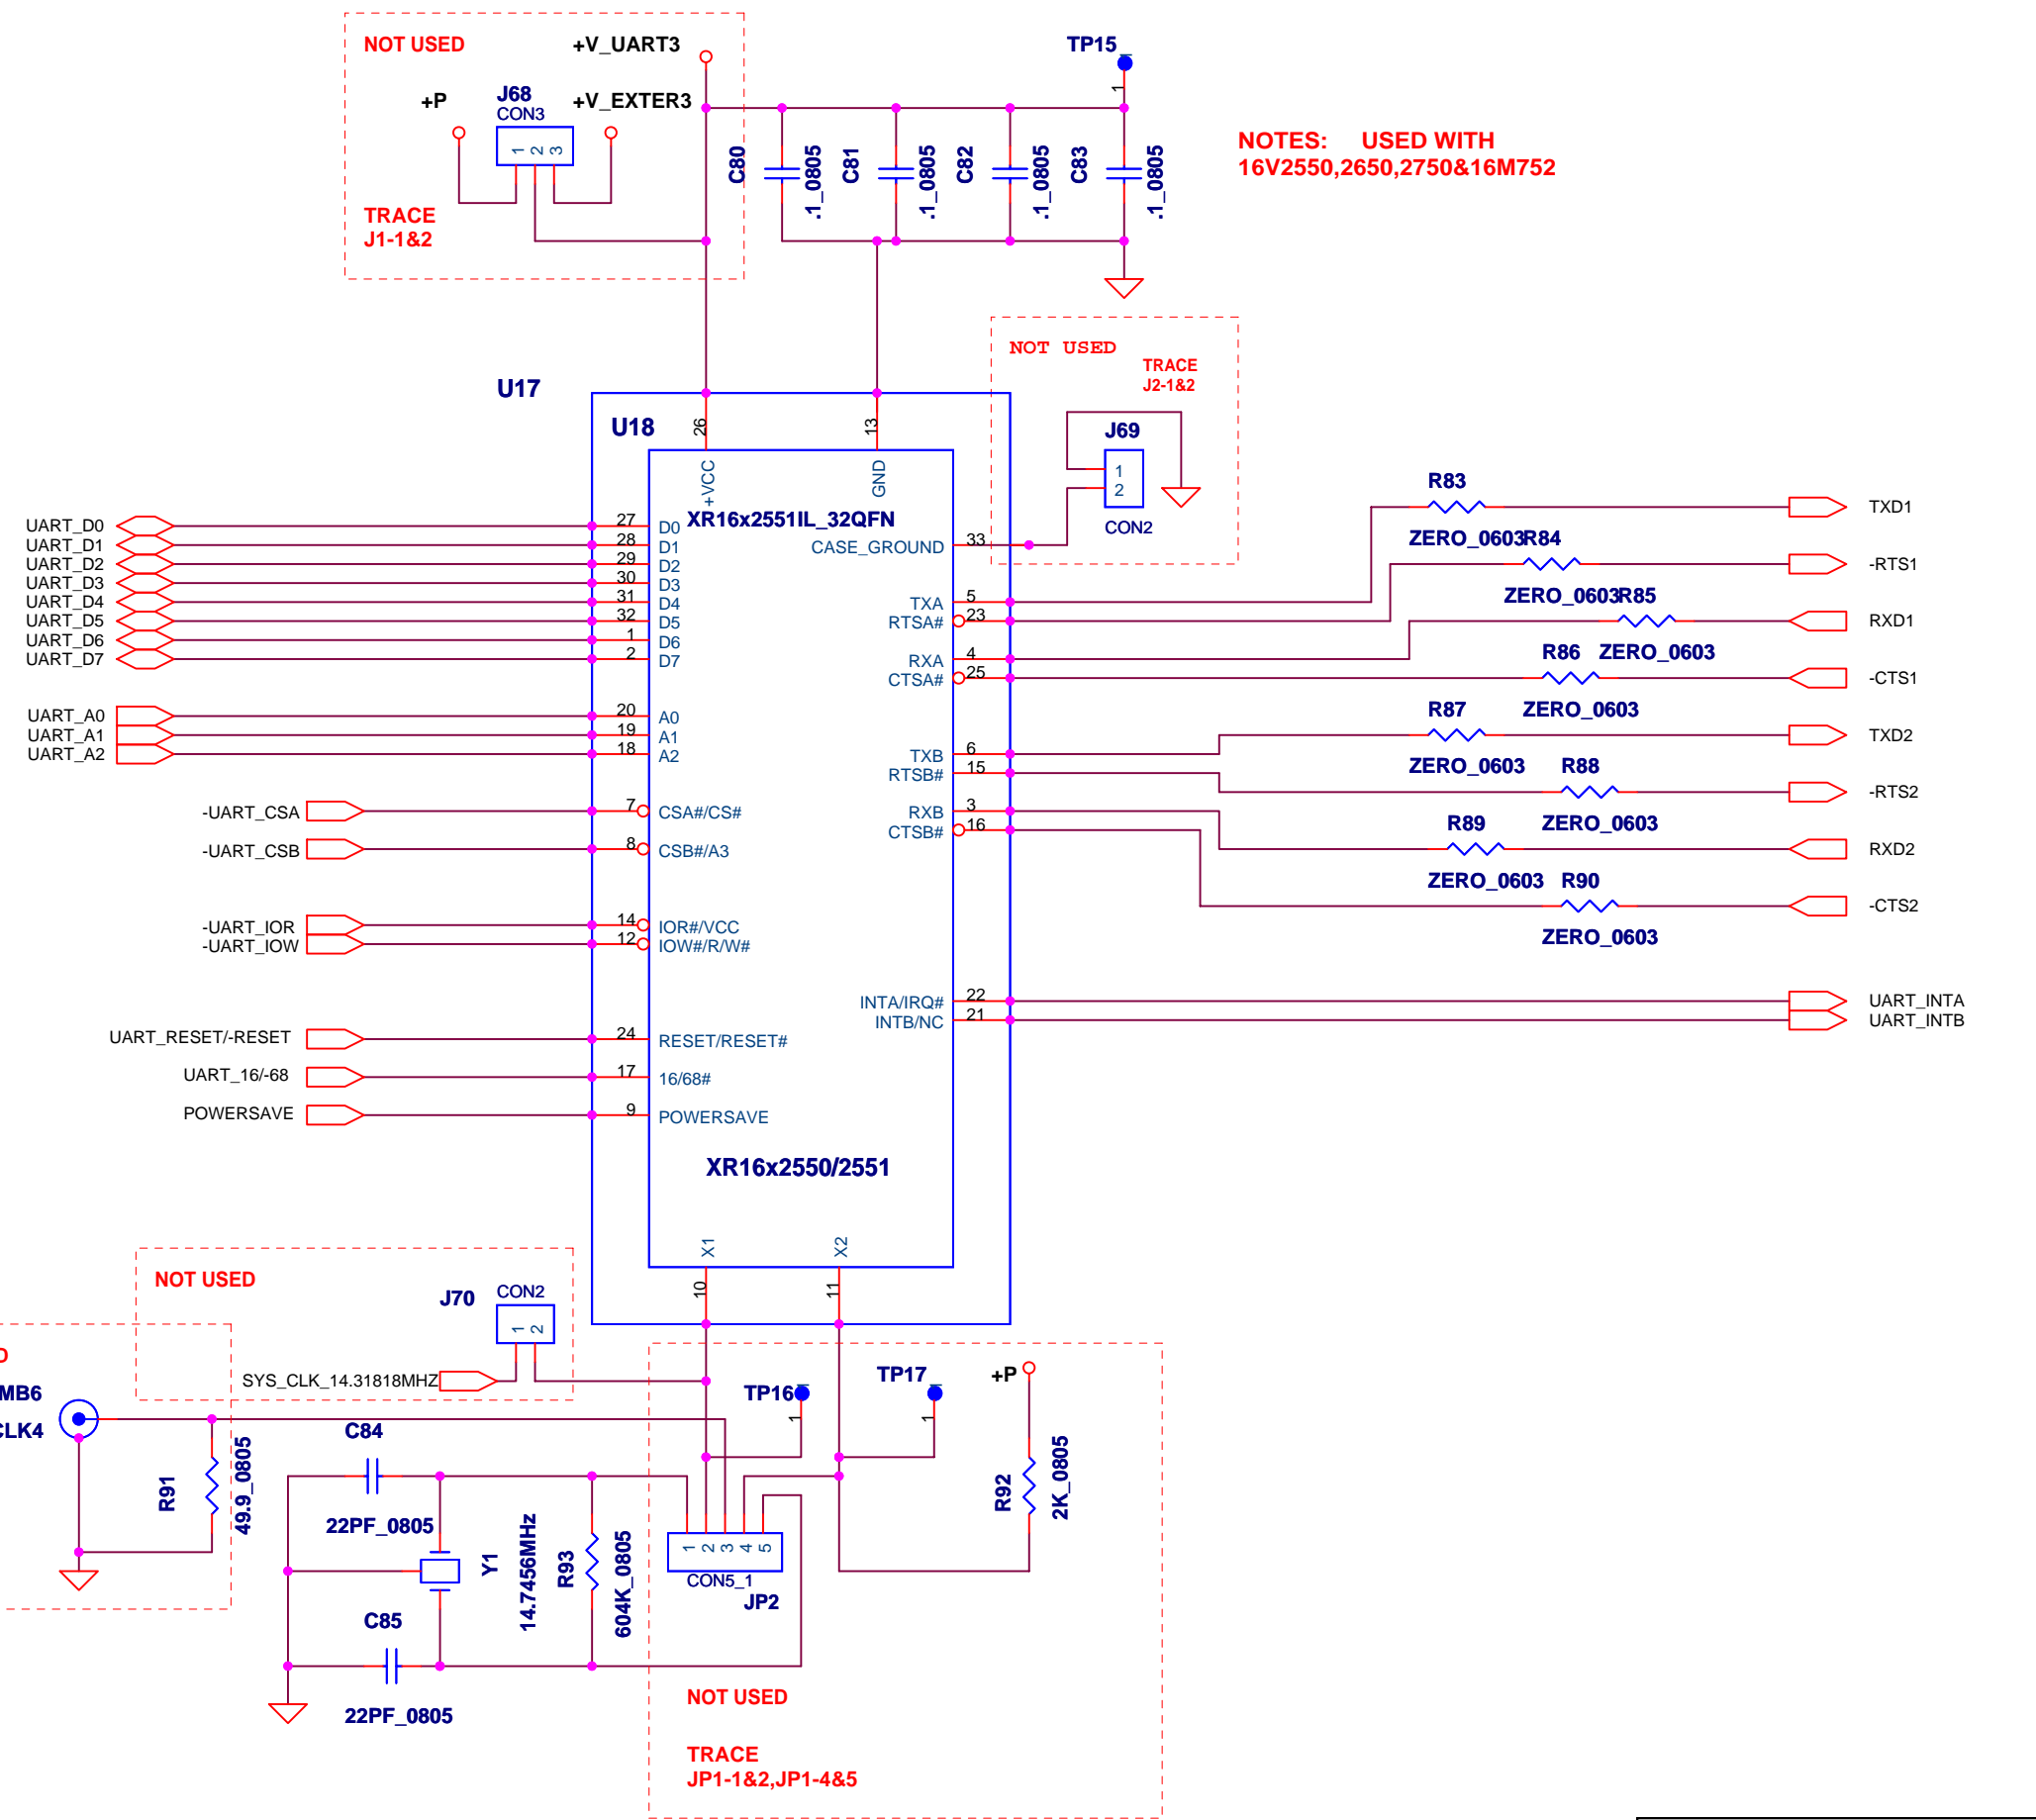 NOT USED
+V_UART3
+P
J68
CON3
+V_EXTER3
1
2
3
TRACE
J1-1&2
TP15
1
C80
.1_0805
C81
.1_0805
C82
.1_0805
C83
.1_0805
NOTES: USED WITH
16V2550,2650,2750&16M752
NOT USED
TRACE
J2-1&2
J69
1
2
CON2
U17
U18
26
13
+VCC
GND
XR16x2551IL_32QFN
CASE_GROUND
33
UART_D0
27
D0
UART_D1
28
D1
UART_D2
29
D2
UART_D3
30
D3
UART_D4
31
D4
UART_D5
32
D5
UART_D6
1
D6
UART_D7
2
D7
UART_A0
20
A0
UART_A1
19
A1
UART_A2
18
A2
-UART_CSA
7
CSA#/CS#
-UART_CSB
8
CSB#/A3
-UART_IOR
14
IOR#/VCC
-UART_IOW
12
IOW#/R/W#
UART_RESET/-RESET
24
RESET/RESET#
UART_16/-68
17
16/68#
POWERSAVE
9
POWERSAVE
TXA
5
RTSA#
23
RXA
4
CTSA#
25
TXB
6
RTSB#
15
RXB
3
CTSB#
16
INTA/IRQ#
22
INTB/NC
21
R83
ZERO_0603
TXD1
R84
ZERO_0603
-RTS1
R85
ZERO_0603
RXD1
R86
ZERO_0603
-CTS1
R87
ZERO_0603
TXD2
R88
ZERO_0603
-RTS2
R89
ZERO_0603
RXD2
R90
ZERO_0603
-CTS2
UART_INTA
UART_INTB
XR16x2550/2551
X1
X2
10
11
NOT USED
J70
CON2
1
2
SYS_CLK_14.31818MHZ
D
MB6
CLK4
R91
49.9_0805
C84
22PF_0805
Y1
14.7456MHz
R93
604K_0805
C85
22PF_0805
TP16
1
TP17
1
+P
R92
2K_0805
1
2
3
4
5
CON5_1
JP2
NOT USED
TRACE
JP1-1&2,JP1-4&5